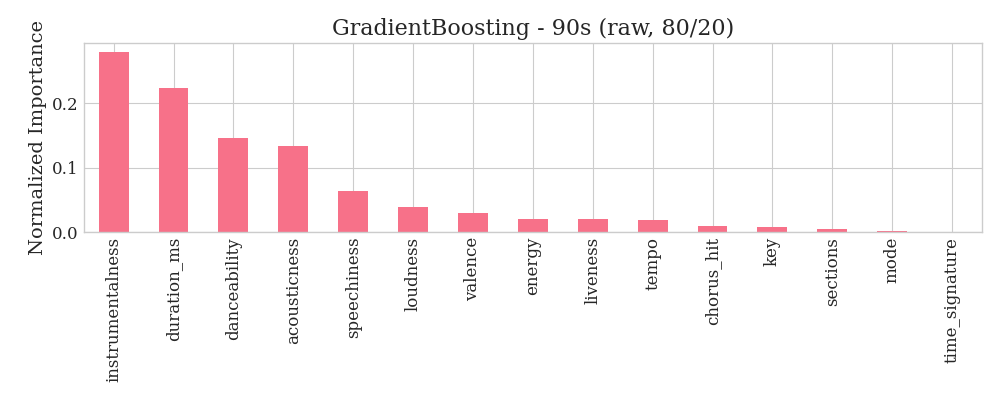 GradientBoosting - 90s (raw, 80/20)
Normalized Importance
0.2
0.1
0.0
instrumentalness
duration_ms
danceability
acousticness
speechiness
loudness
valence
energy
liveness
tempo
chorus_hit
key
sections
mode
time_signature